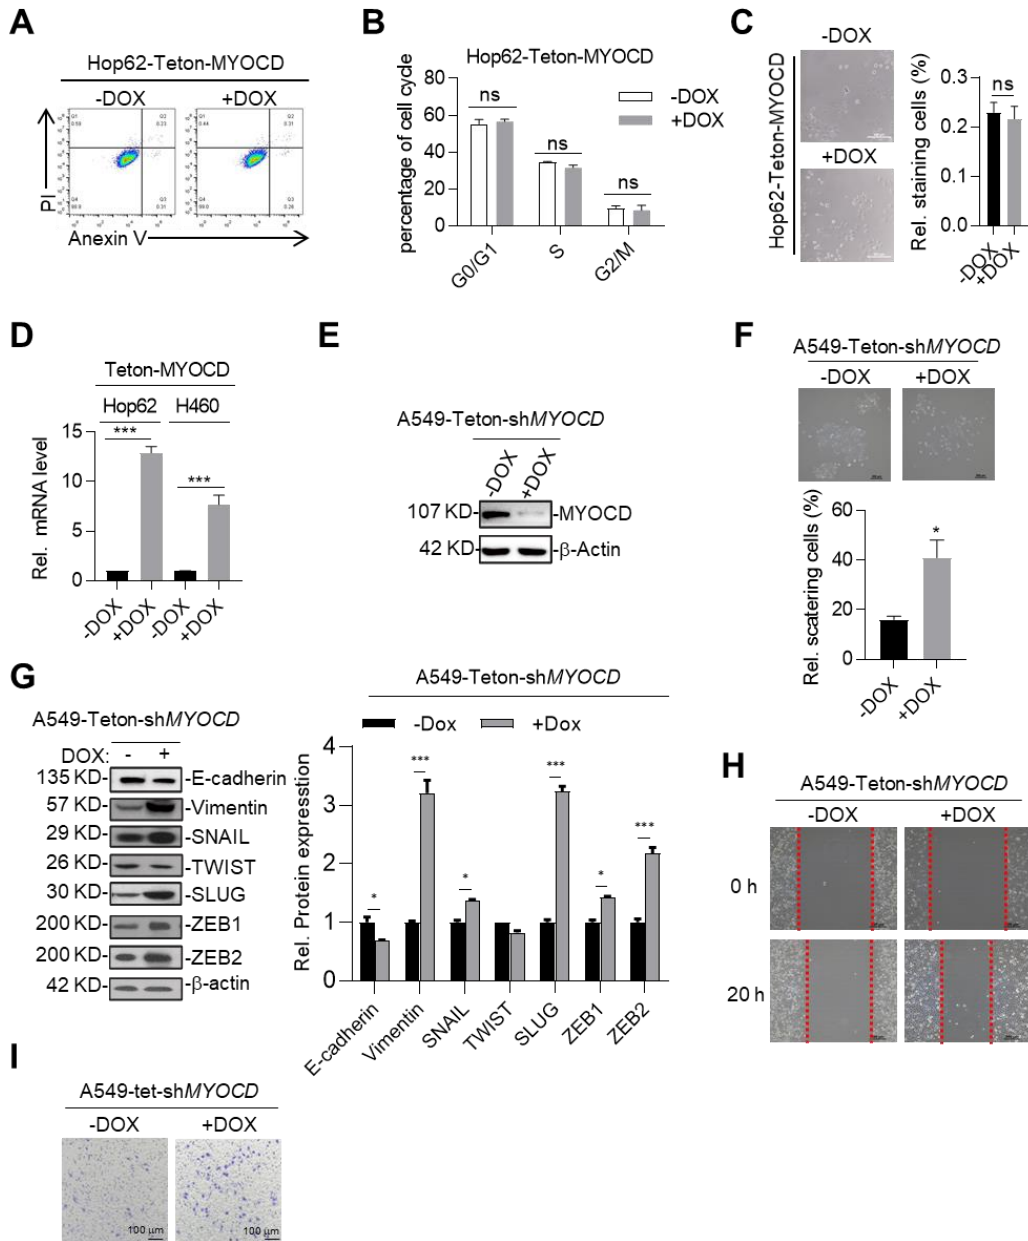 A
Hop62-Teton-MYOCD
-DOX
+DOX
PI
Anexin V
B
Hop62-Teton-MYOCD
percentage of cell cycle
80
60
40
20
0
ns
ns
ns
-DOX
+DOX
G0/G1
S
G2/M
C
Hop62-Teton-MYOCD
-DOX
+DOX
Rel. staining cells (%)
0.3
0.2
0.1
0.0
ns
-DOX
+DOX
D
Teton-MYOCD
Hop62
H460
Rel. mRNA level
15
10
5
0
***
***
-DOX
+DOX
-DOX
+DOX
E
A549-Teton-shMYOCD
-DOX
+DOX
107 KD-
-MYOCD
42 KD-
-β-Actin
F
A549-Teton-shMYOCD
-DOX
+DOX
Rel. scatering cells (%)
60
40
20
0
*
-DOX
+DOX
G
A549-Teton-shMYOCD
DOX: - +
135 KD-
-E-cadherin
57 KD-
-Vimentin
29 KD-
-SNAIL
26 KD-
-TWIST
30 KD-
-SLUG
200 KD-
-ZEB1
200 KD-
-ZEB2
42 KD-
-β-actin
A549-Teton-shMYOCD
-Dox
+Dox
Rel. Protein expresstion
4
3
2
1
0
*
***
*
***
*
***
E-cadherin
Vimentin
SNAIL
TWIST
SLUG
ZEB1
ZEB2
H
A549-Teton-shMYOCD
-DOX
+DOX
0 h
20 h
I
A549-tet-shMYOCD
-DOX
+DOX
100 μm
100 μm